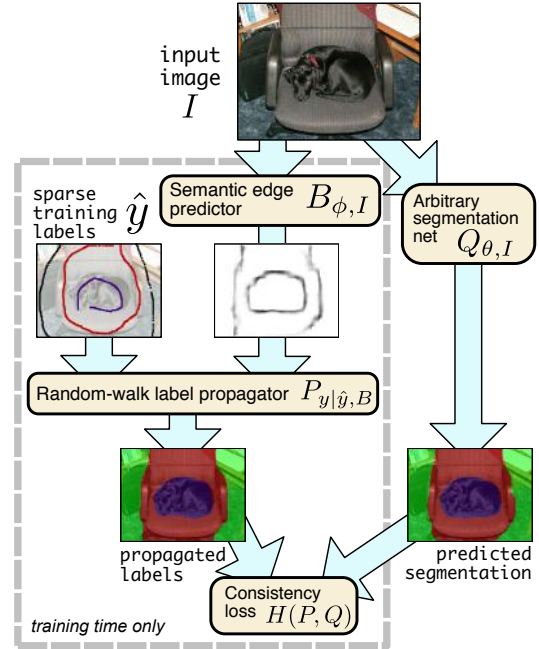 input
image
I
Semantic edge
predictor B_{ϕ,I}
sparse
training
labels ŷ
Arbitrary
segmentation
net Q_{θ,I}
Random-walk label propagator P_{y|ŷ,B}
propagated
labels
predicted
segmentation
Consistency
loss H(P,Q)
training time only